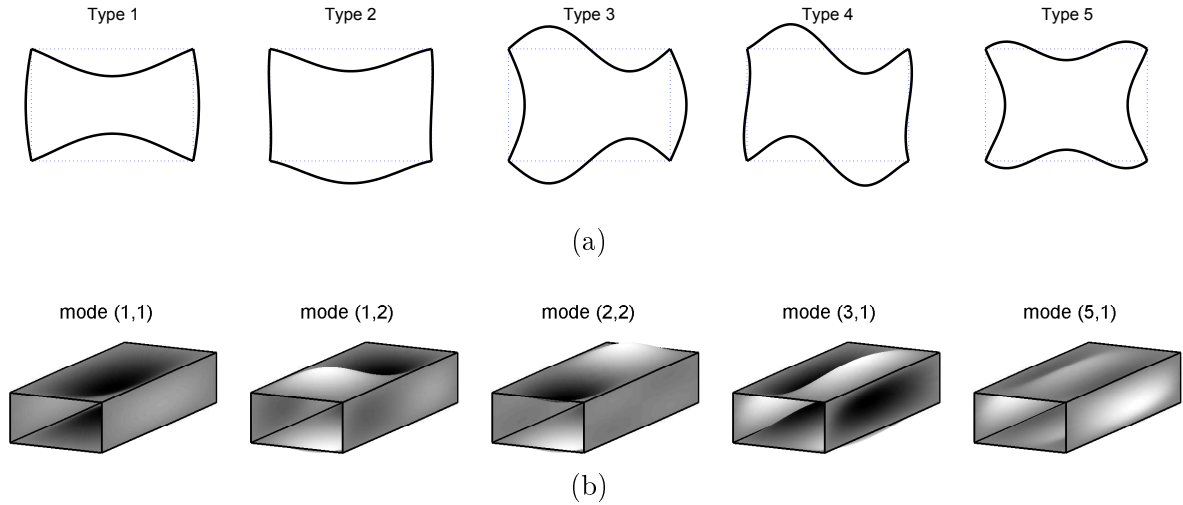 Type 1 Type 2 Type 3 Type 4 Type 5
(a)
mode (1,1) mode (1,2) mode (2,2) mode (3,1) mode (5,1)
(b)